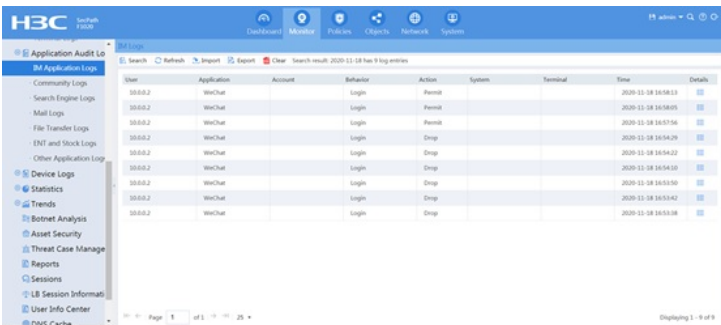 H3C SecPath
Dashboard Monitor Policies Objects Network System
admin
Application Audit Lo
IM Application Logs
Community Logs
Search Engine Logs
Mail Logs
File Transfer Logs
ENT and Stock Logs
Other Application Logs
Device Logs
Statistics
Trends
Botnet Analysis
Asset Security
Threat Case Manage
Reports
Sessions
LB Session Informati
User Info Center
DNS Cache
IM Logs
Search Refresh Import Export Clear Search result: 2020-11-18 has 9 log entries
User Application Account Behavior Action System Terminal Time Details
10.0.0.2 WeChat Login Permit 2020-11-18 16:58:13
10.0.0.2 WeChat Login Permit 2020-11-18 16:58:05
10.0.0.2 WeChat Login Permit 2020-11-18 16:57:56
10.0.0.2 WeChat Login Drop 2020-11-18 16:54:29
10.0.0.2 WeChat Login Drop 2020-11-18 16:54:22
10.0.0.2 WeChat Login Drop 2020-11-18 16:54:10
10.0.0.2 WeChat Login Drop 2020-11-18 16:53:50
10.0.0.2 WeChat Login Drop 2020-11-18 16:53:42
10.0.0.2 WeChat Login Drop 2020-11-18 16:53:38
Page 1 of 1 25
Displaying 1 - 9 of 9